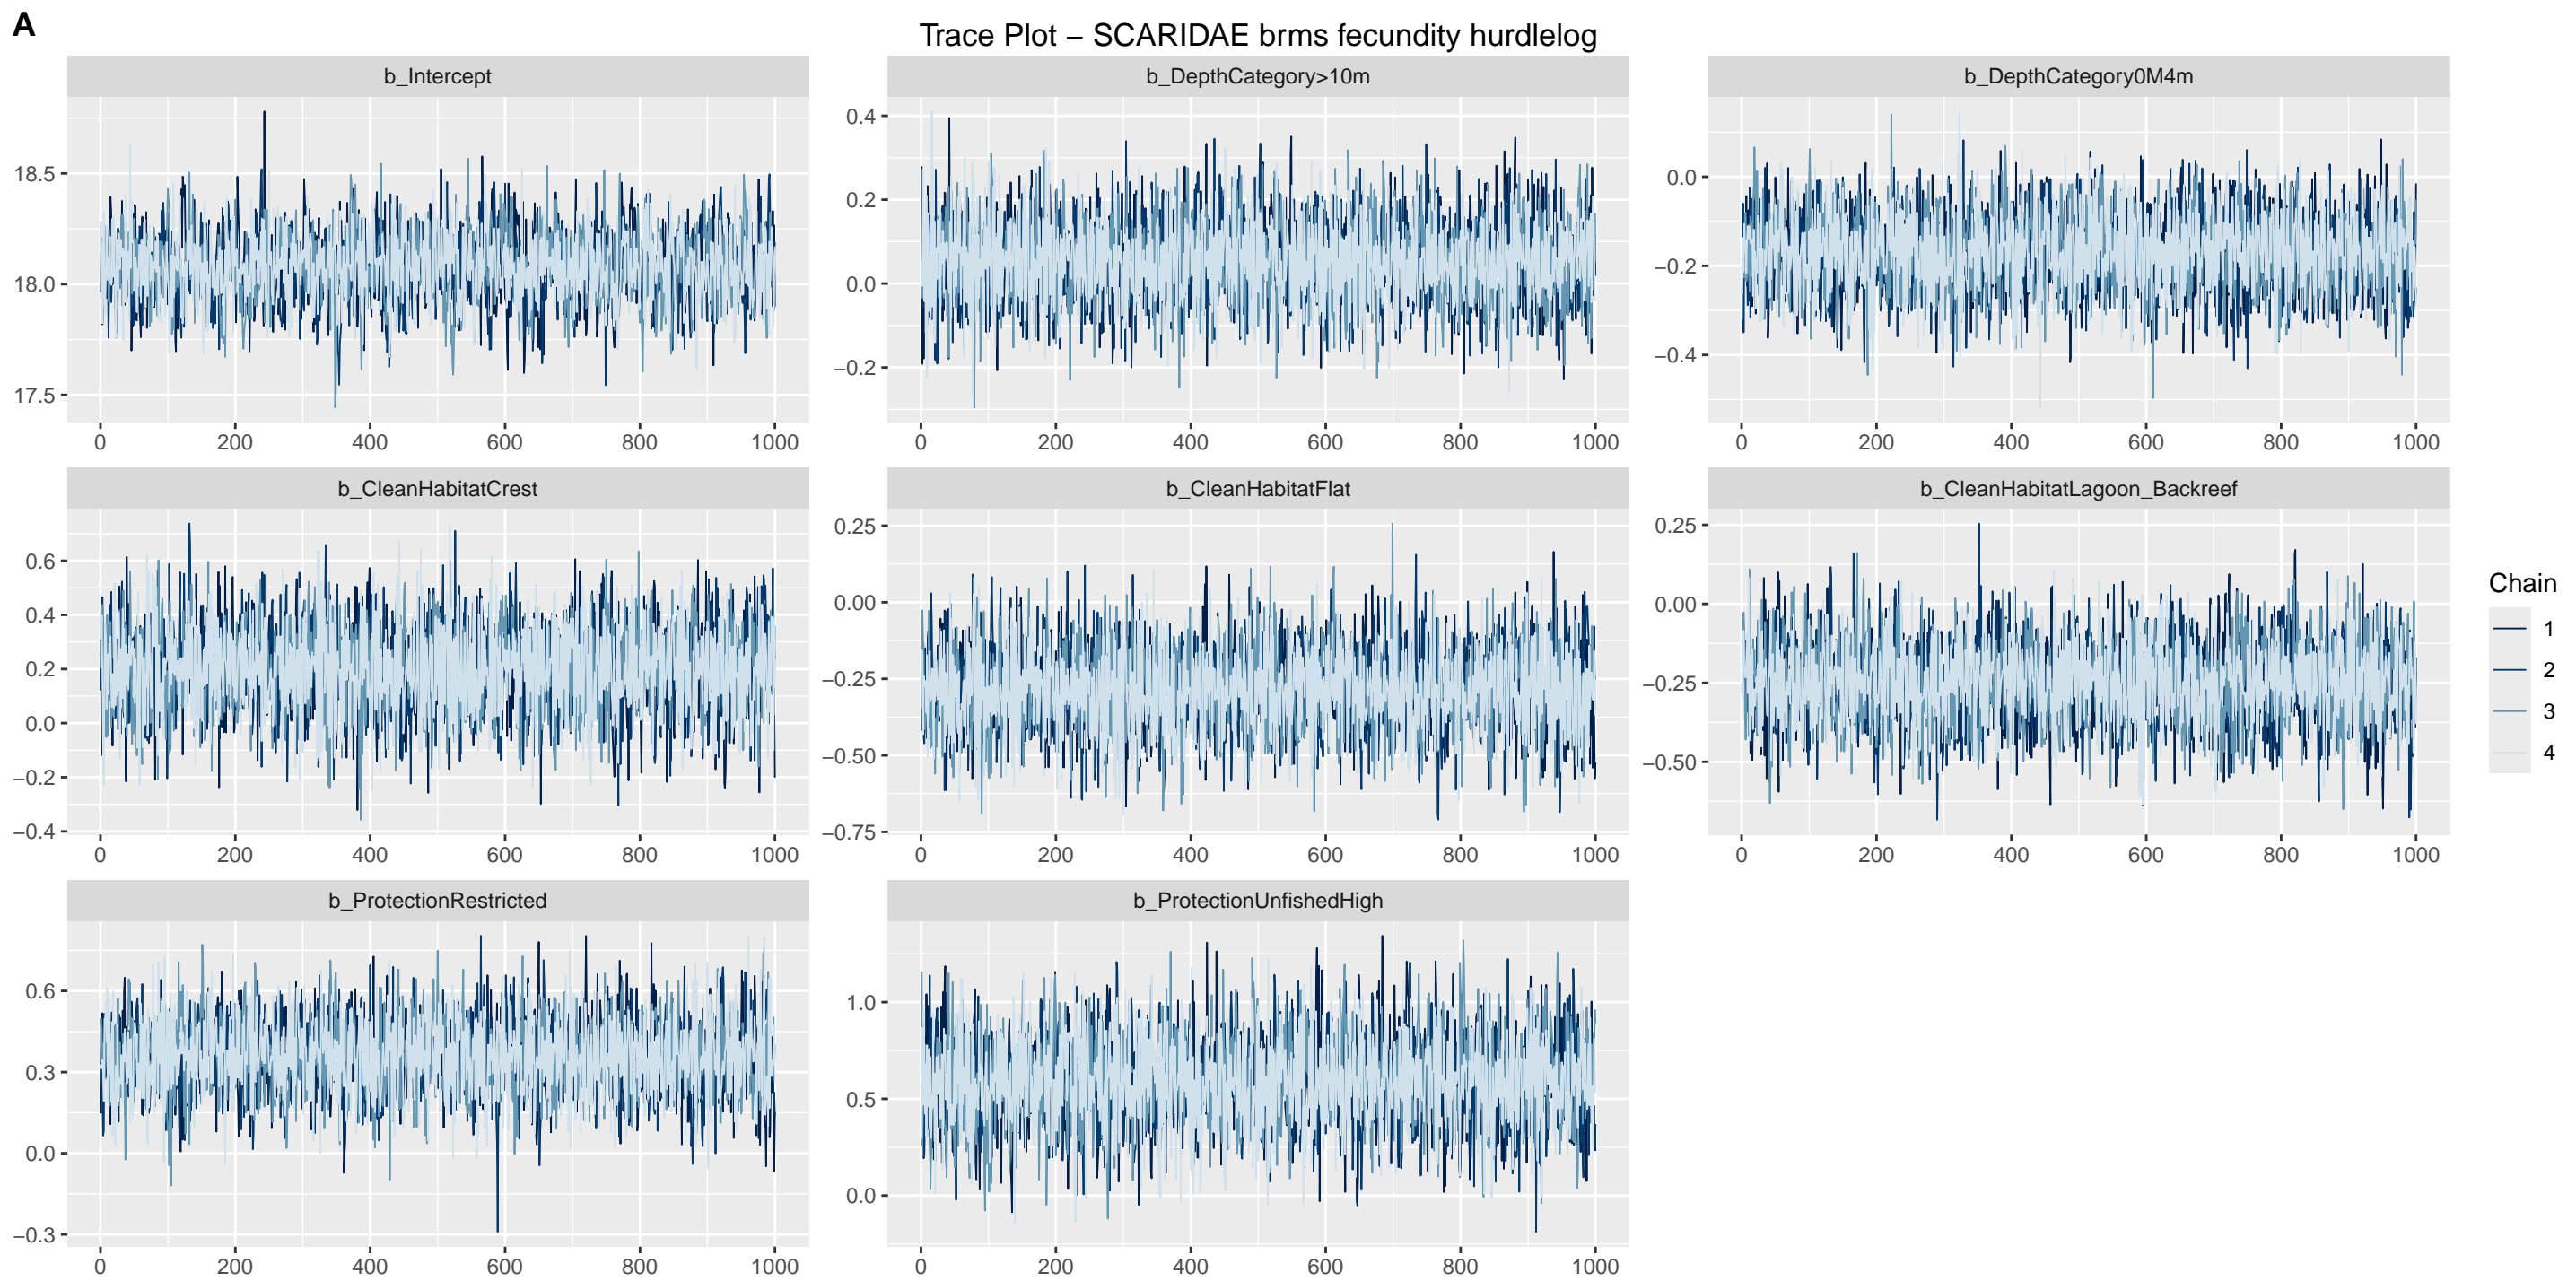 A
Trace Plot – SCARIDAE brms fecundity hurdlelog
b_Intercept
b_DepthCategory>10m
b_DepthCategory0M4m
18.5
18.0
17.5
0 200 400 600 800 1000
0.4
0.2
0.0
−0.2
0 200 400 600 800 1000
0.0
−0.2
−0.4
0 200 400 600 800 1000
b_CleanHabitatCrest
b_CleanHabitatFlat
b_CleanHabitatLagoon_Backreef
0.6
0.4
0.2
0.0
−0.2
−0.4
0 200 400 600 800 1000
0.25
0.00
−0.25
−0.50
−0.75
0 200 400 600 800 1000
0.25
0.00
−0.25
−0.50
0 200 400 600 800 1000
b_ProtectionRestricted
b_ProtectionUnfishedHigh
0.6
0.3
0.0
−0.3
0 200 400 600 800 1000
1.0
0.5
0.0
0 200 400 600 800 1000
Chain
1
2
3
4